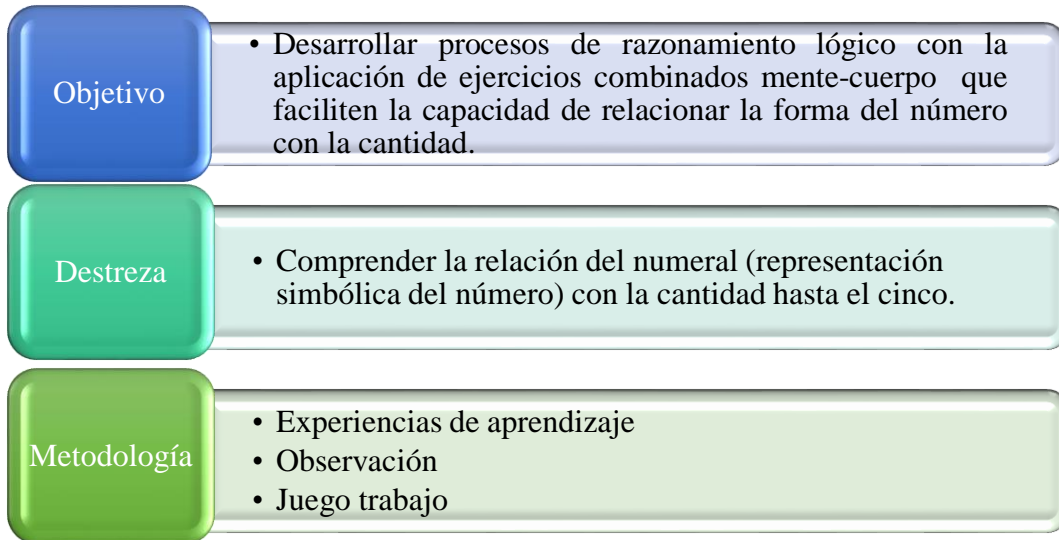 Objetivo
• Desarrollar procesos de razonamiento lógico con la
aplicación de ejercicios combinados mente-cuerpo que
faciliten la capacidad de relacionar la forma del número
con la cantidad.
Destreza
• Comprender la relación del numeral (representación
simbólica del número) con la cantidad hasta el cinco.
Metodología
• Experiencias de aprendizaje
• Observación
• Juego trabajo